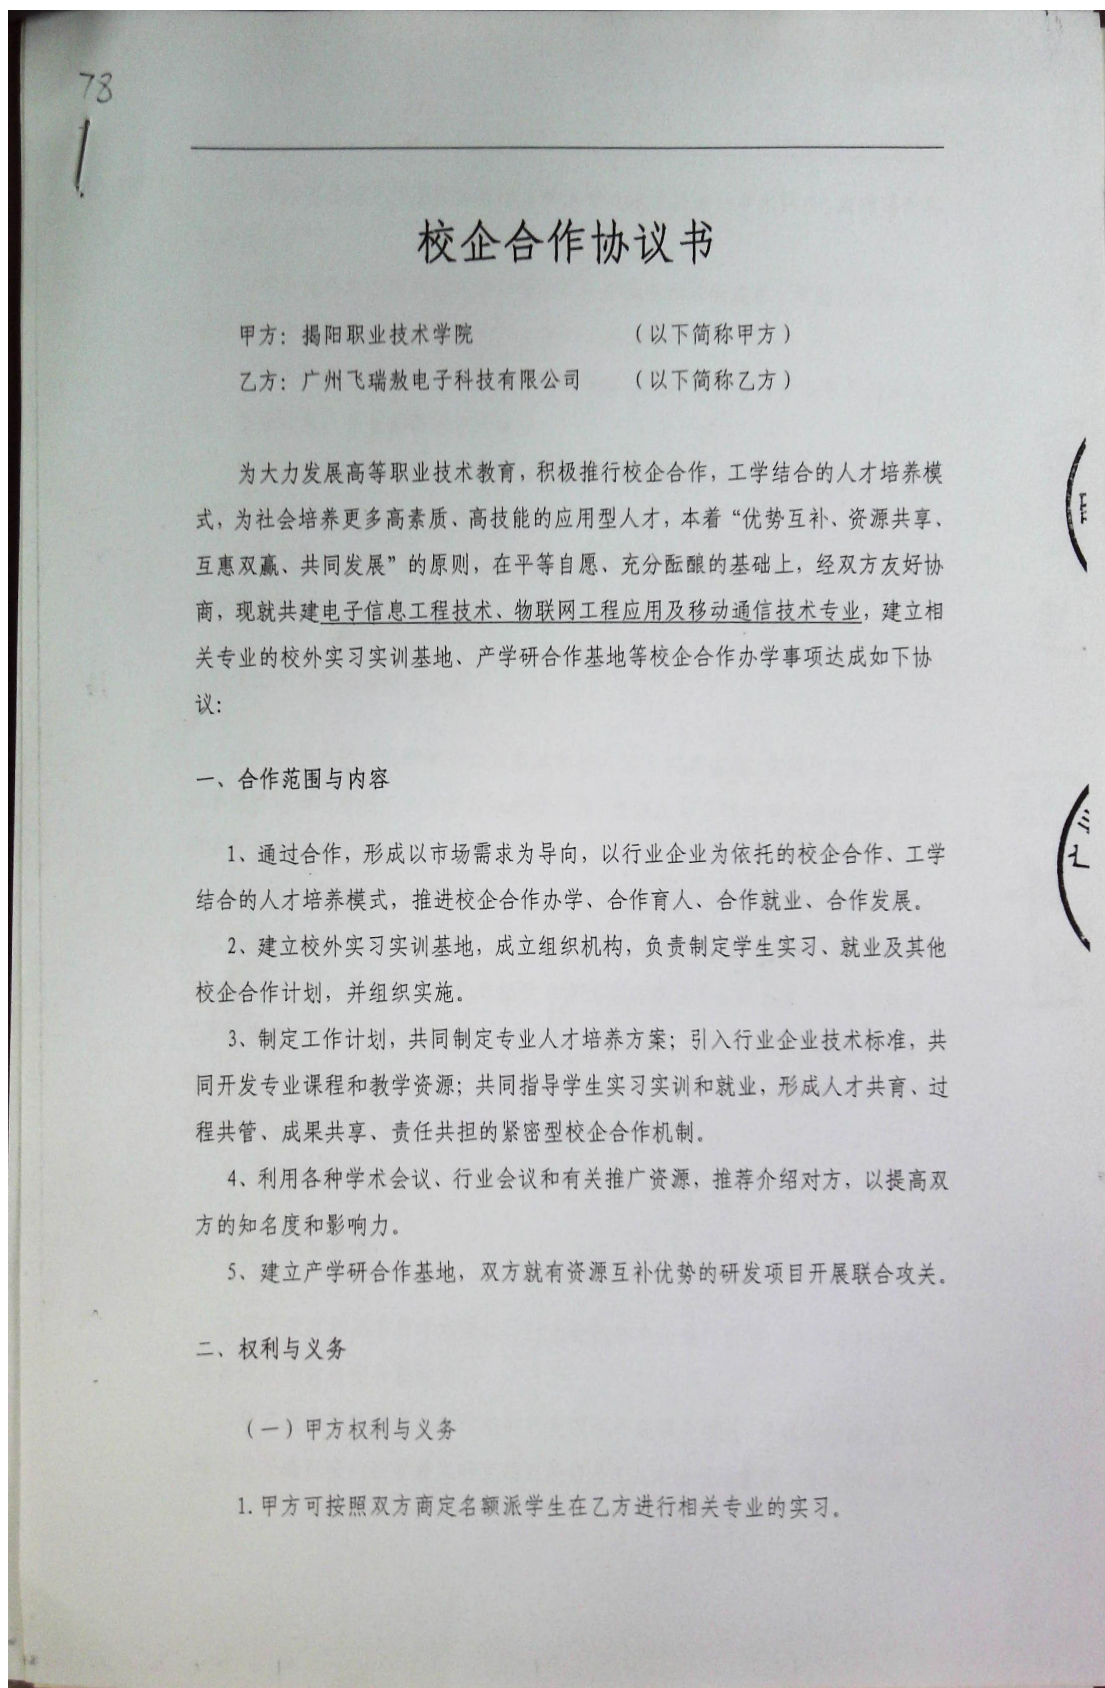 78
校企合作协议书
甲方：揭阳职业技术学院 （以下简称甲方）
乙方：广州飞瑞敖电子科技有限公司 （以下简称乙方）
为大力发展高等职业技术教育，积极推行校企合作，工学结合的人才培养模
式，为社会培养更多高素质、高技能的应用型人才，本着“优势互补、资源共享、
互惠双赢、共同发展”的原则，在平等自愿、充分酝酿的基础上，经双方友好协
商，现就共建电子信息工程技术、物联网工程应用及移动通信技术专业，建立相
关专业的校外实习实训基地、产学研合作基地等校企合作办学事项达成如下协
议：
一、合作范围与内容
1、通过合作，形成以市场需求为导向，以行业企业为依托的校企合作、工学
结合的人才培养模式，推进校企合作办学、合作育人、合作就业、合作发展。
2、建立校外实习实训基地，成立组织机构，负责制定学生实习、就业及其他
校企合作计划，并组织实施。
3、制定工作计划，共同制定专业人才培养方案；引入行业企业技术标准，共
同开发专业课程和教学资源；共同指导学生实习实训和就业，形成人才共育、过
程共管、成果共享、责任共担的紧密型校企合作机制。
4、利用各种学术会议、行业会议和有关推广资源，推荐介绍对方，以提高双
方的知名度和影响力。
5、建立产学研合作基地，双方就有资源互补优势的研发项目开展联合攻关。
二、权利与义务
（一）甲方权利与义务
1.甲方可按照双方商定名额派学生在乙方进行相关专业的实习。